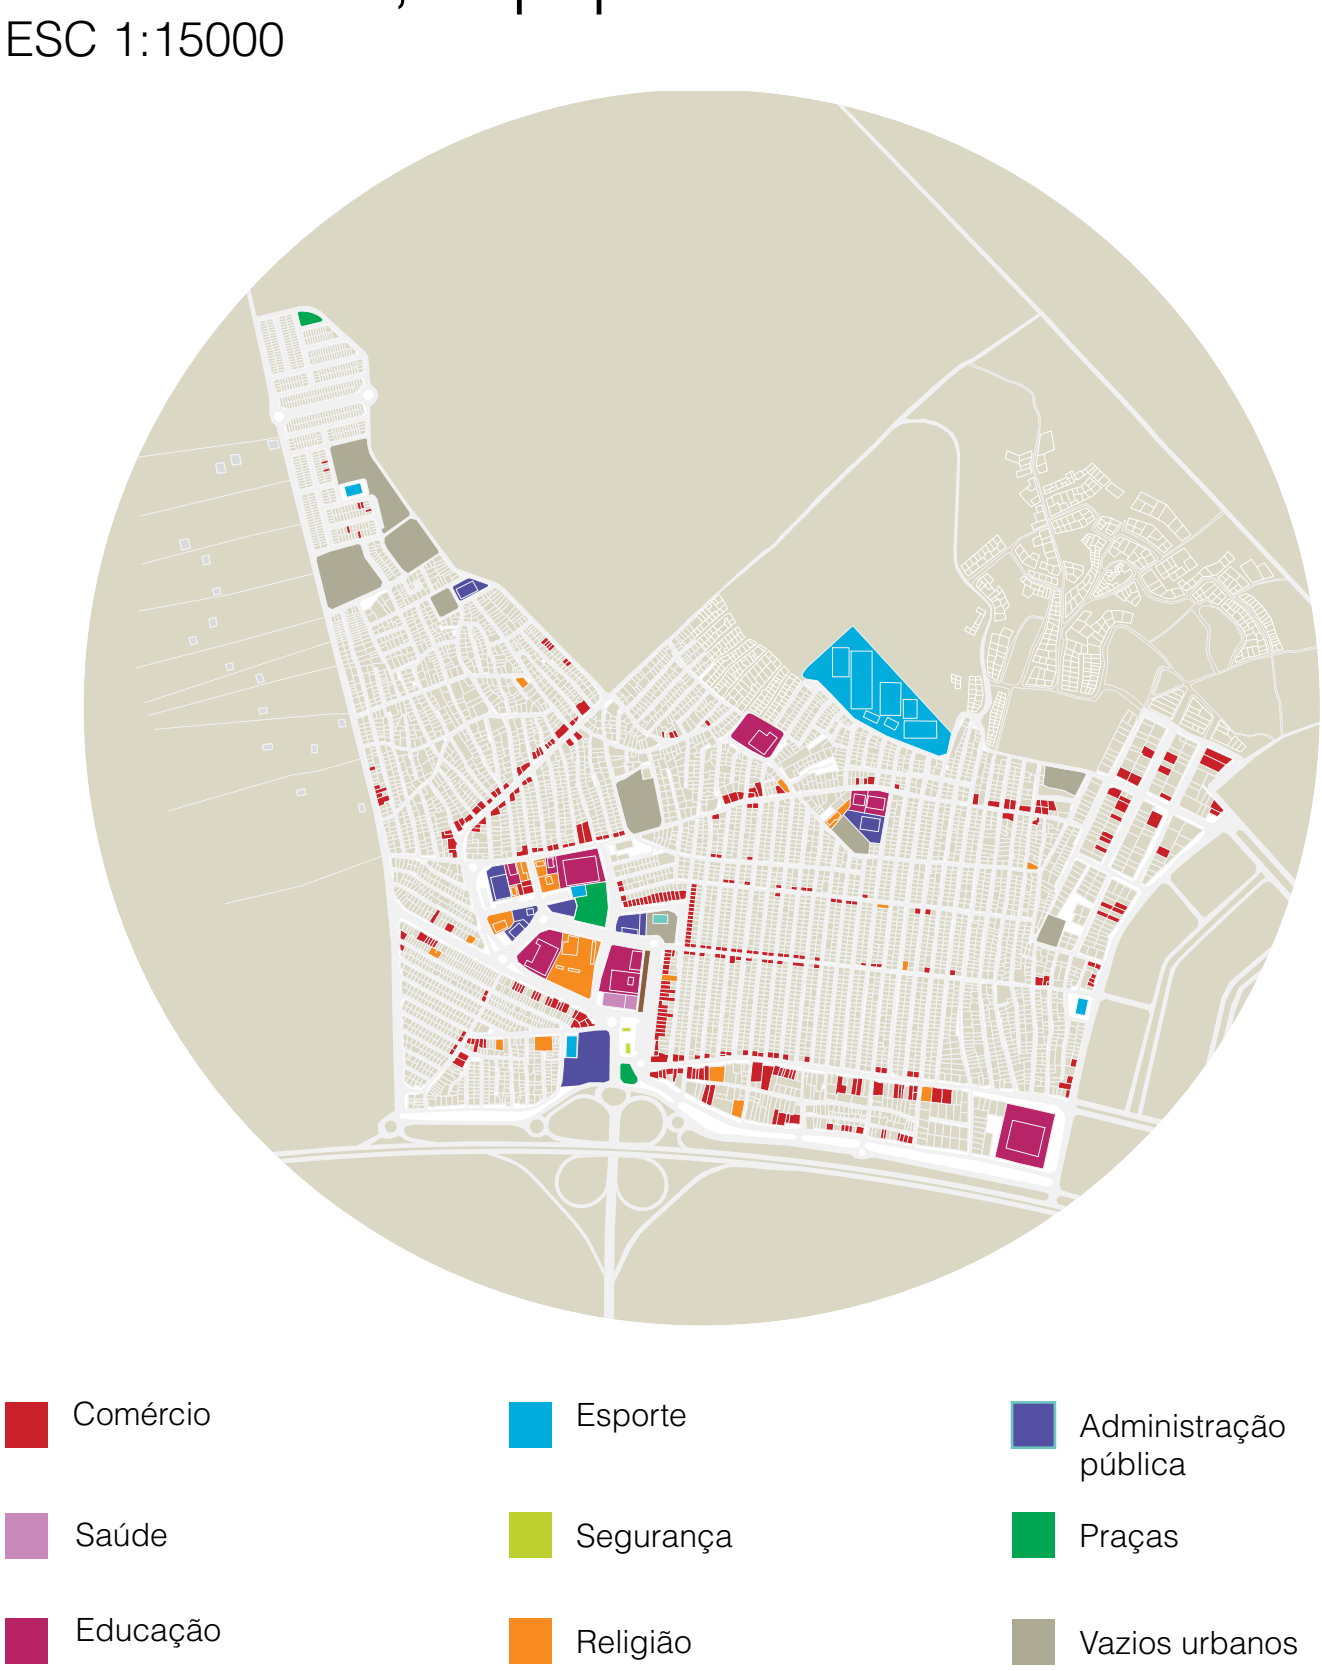 ESC 1:15000
Comércio
Esporte
Administração
pública
Saúde
Segurança
Praças
Educação
Religião
Vazios urbanos